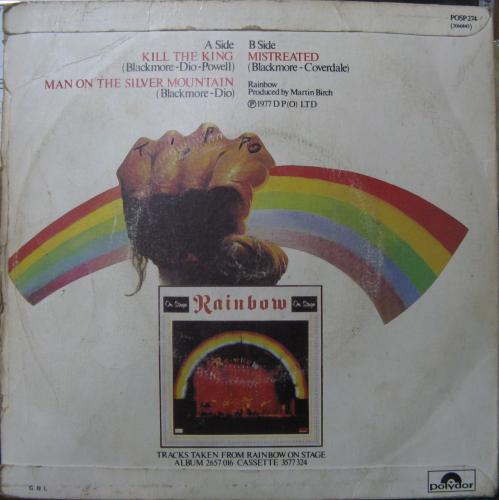 POSP 274
(2066845)
A Side
KILL THE KING
(Blackmore-Dio-Powell)
MAN ON THE SILVER MOUNTAIN
(Blackmore-Dio)
B Side
MISTREATED
(Blackmore-Coverdale)
Rainbow
Produced by Martin Birch
Ⓟ 1977 D P(O) LTD
TIPPO
On Stage
Rainbow
On Stage
TRACKS TAKEN FROM RAINBOW ON STAGE
ALBUM 2657 016 CASSETTE 3577 324
G B L
polydor